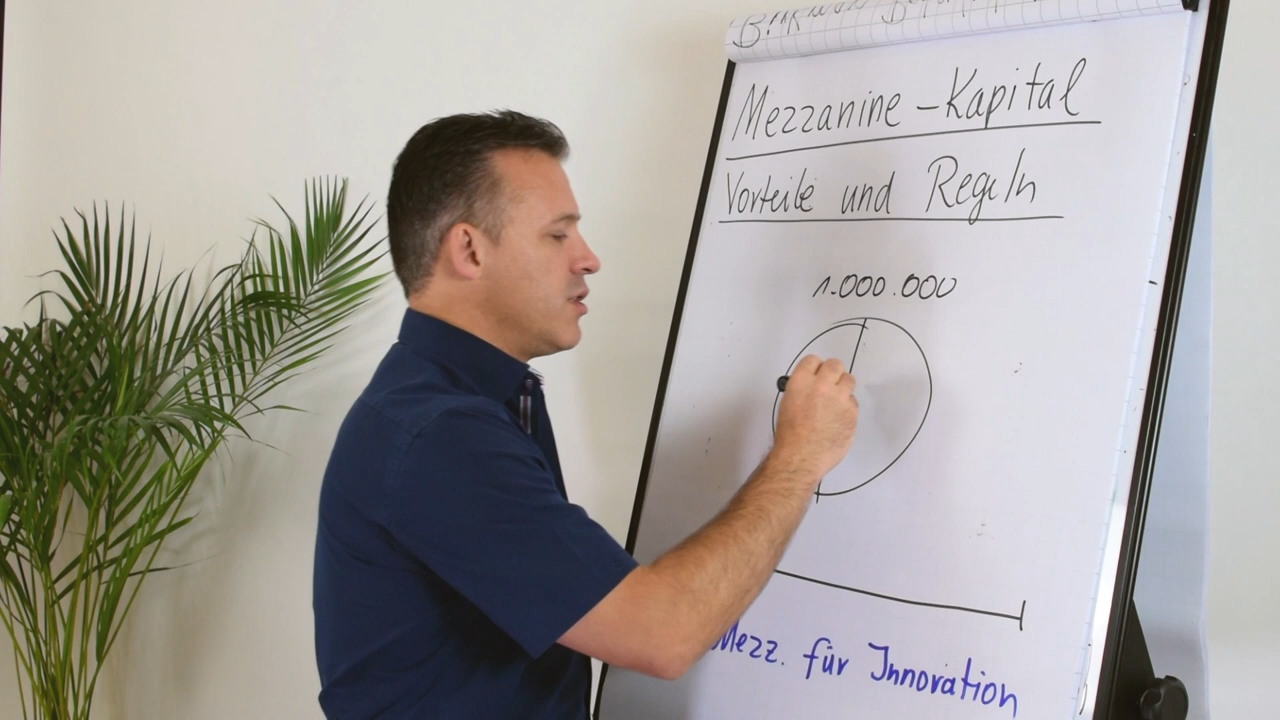 Mezzanine - Kapital
Vorteile und Regeln
1.000.000
Mezz. für Innovation